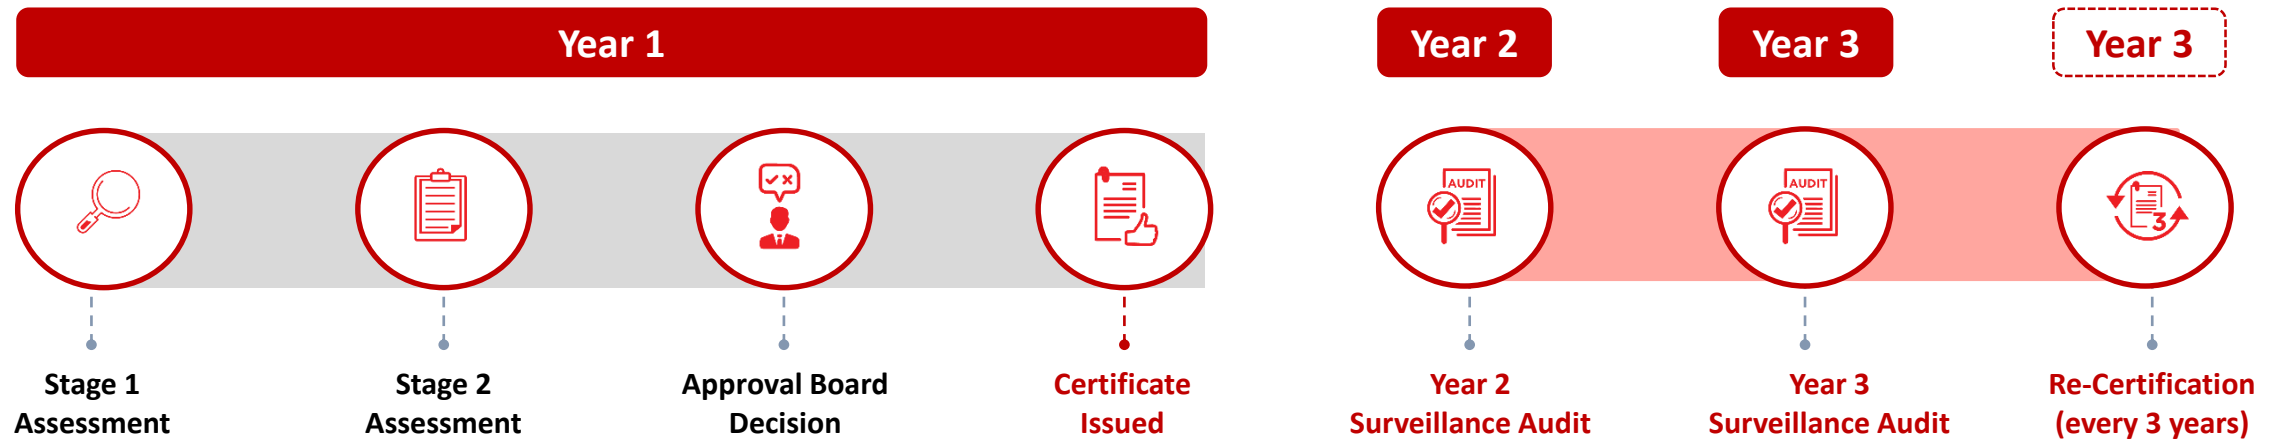 Year 1
Year 2
Year 3
Year 3
AUDIT
AUDIT
3
Stage 1
Assessment
Stage 2
Assessment
Approval Board
Decision
Certificate
Issued
Year 2
Surveillance Audit
Year 3
Surveillance Audit
Re-Certification
(every 3 years)